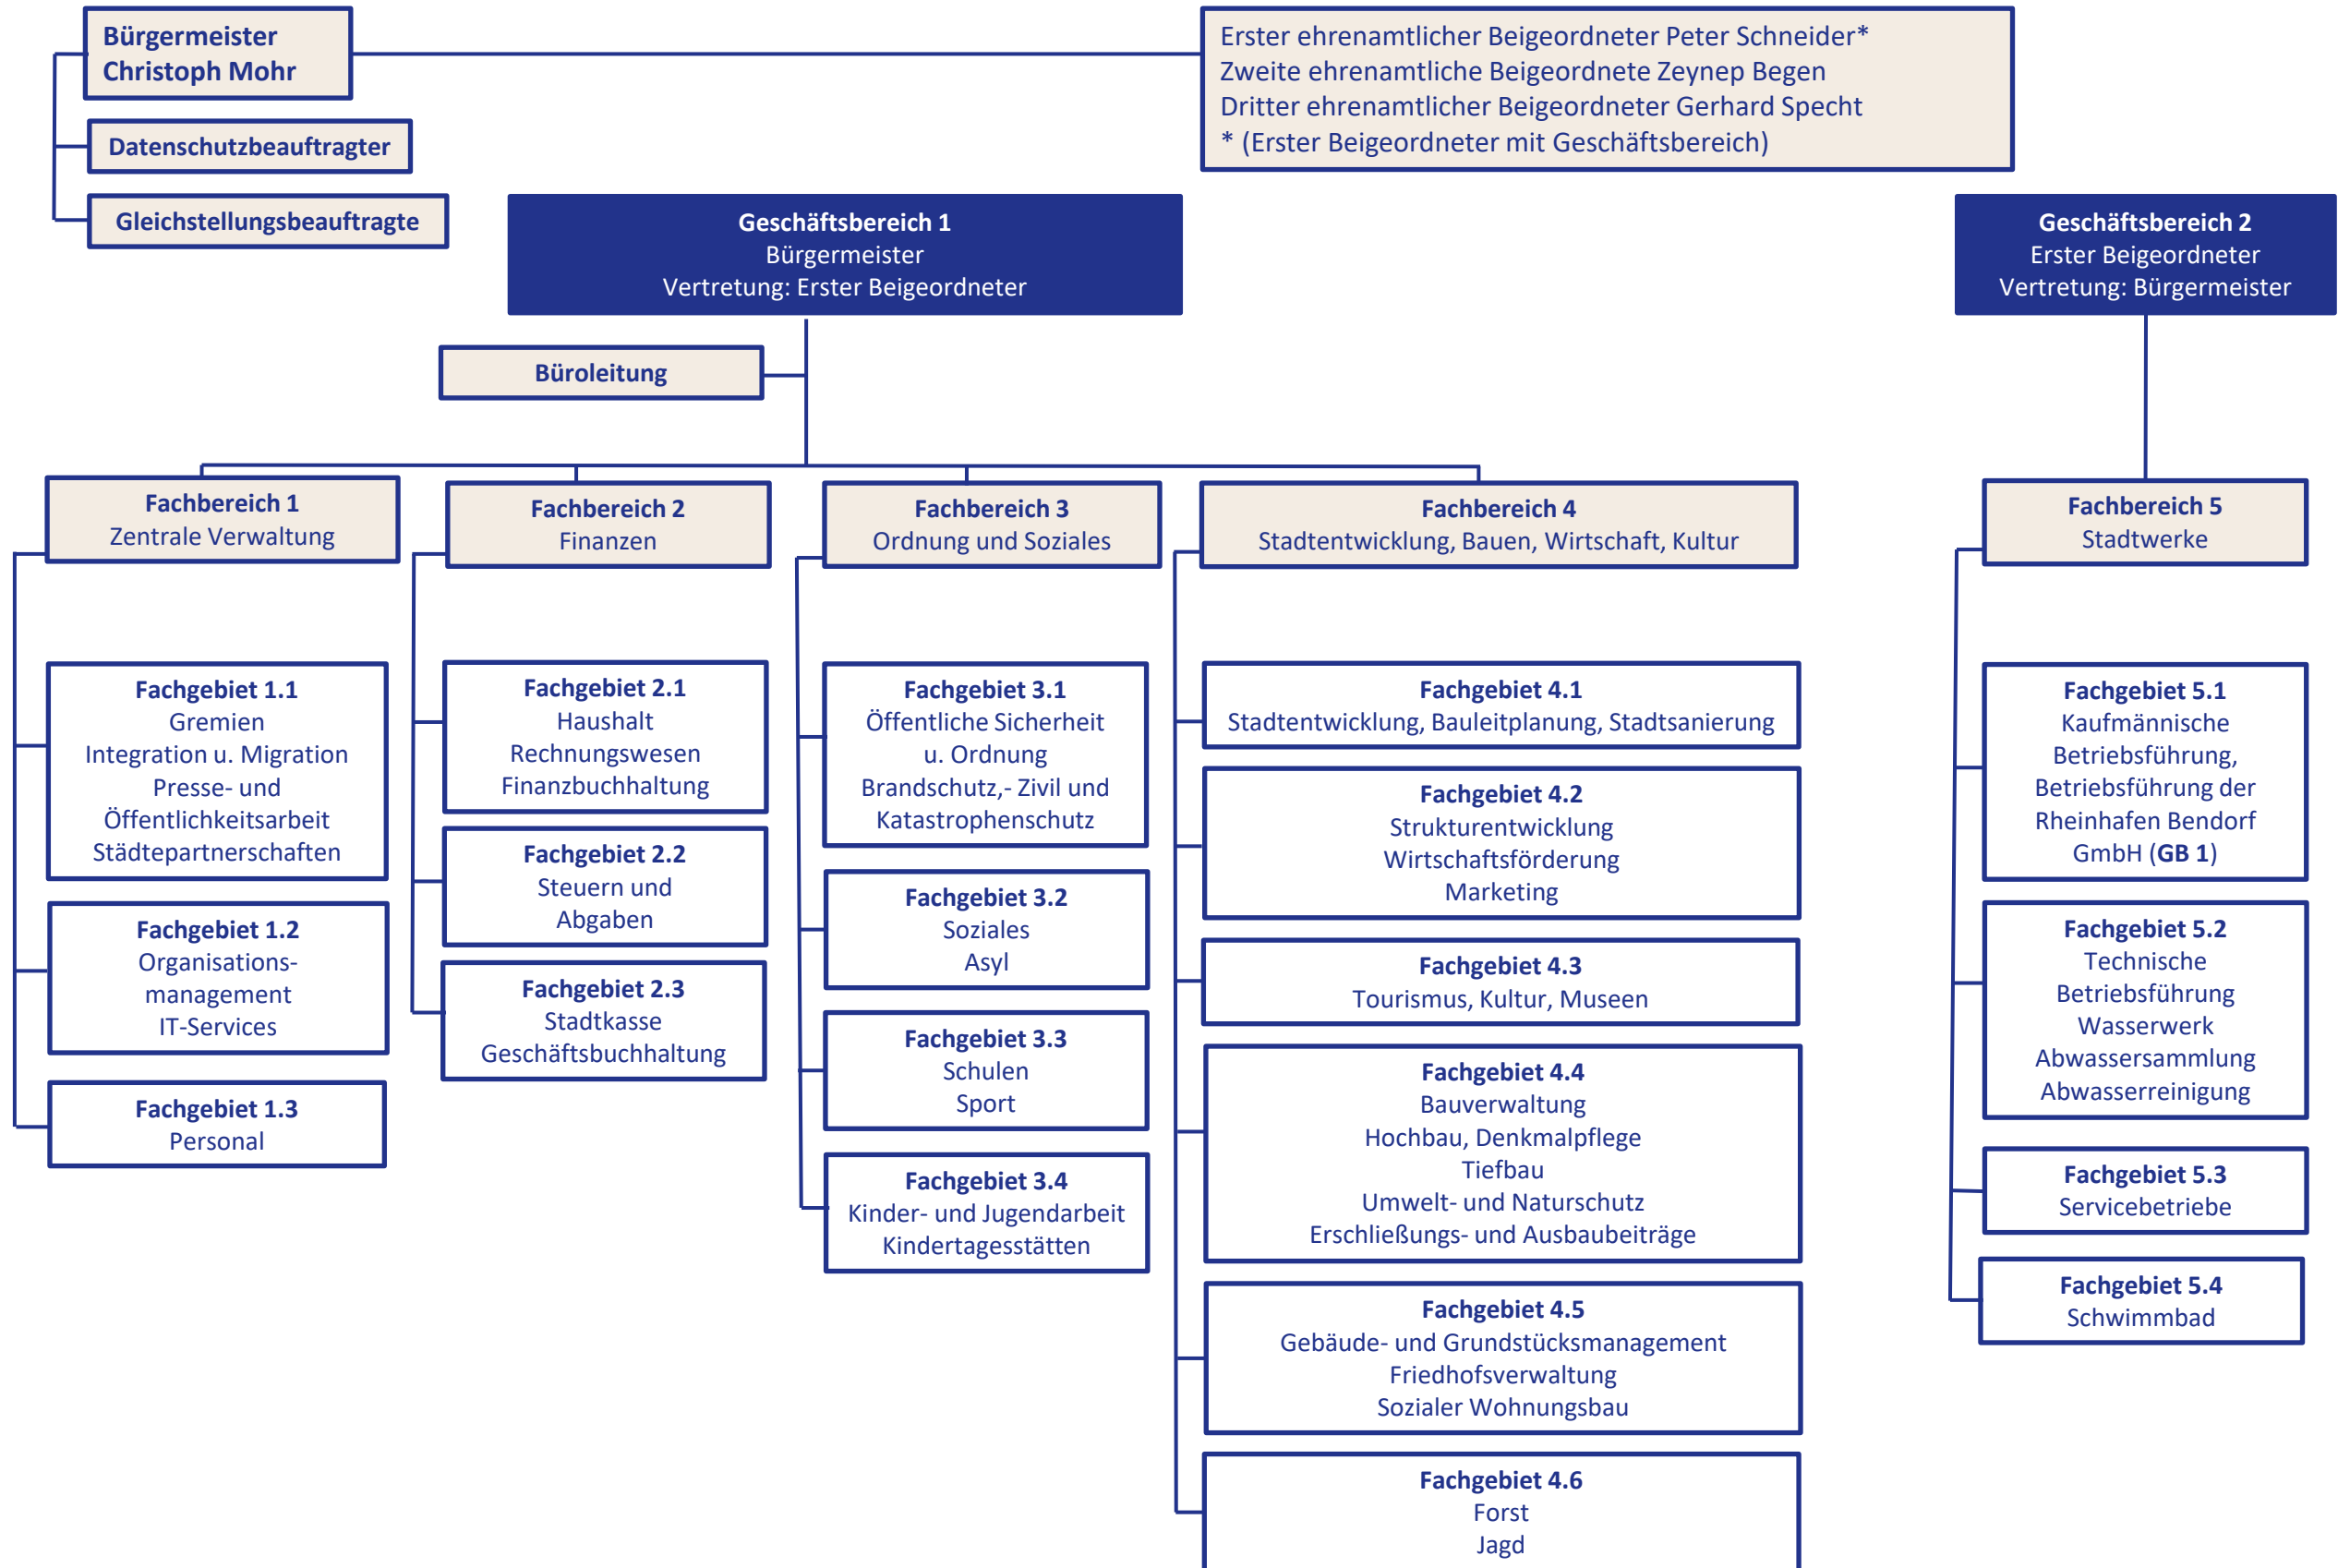 Bürgermeister
Christoph Mohr
Erster ehrenamtlicher Beigeordneter Peter Schneider*
Zweite ehrenamtliche Beigeordnete Zeynep Begen
Dritter ehrenamtlicher Beigeordneter Gerhard Specht
* (Erster Beigeordneter mit Geschäftsbereich)
Datenschutzbeauftragter
Gleichstellungsbeauftragte
Geschäftsbereich 1
Bürgermeister
Vertretung: Erster Beigeordneter
Geschäftsbereich 2
Erster Beigeordneter
Vertretung: Bürgermeister
Büroleitung
Fachbereich 1
Zentrale Verwaltung
Fachgebiet 1.1
Gremien
Integration u. Migration
Presse- und
Öffentlichkeitsarbeit
Städtepartnerschaften
Fachgebiet 1.2
Organisations-
management
IT-Services
Fachgebiet 1.3
Personal
Fachbereich 2
Finanzen
Fachgebiet 2.1
Haushalt
Rechnungswesen
Finanzbuchhaltung
Fachgebiet 2.2
Steuern und
Abgaben
Fachgebiet 2.3
Stadtkasse
Geschäftsbuchhaltung
Fachbereich 3
Ordnung und Soziales
Fachgebiet 3.1
Öffentliche Sicherheit
u. Ordnung
Brandschutz,- Zivil und
Katastrophenschutz
Fachgebiet 3.2
Soziales
Asyl
Fachgebiet 3.3
Schulen
Sport
Fachgebiet 3.4
Kinder- und Jugendarbeit
Kindertagesstätten
Fachbereich 4
Stadtentwicklung, Bauen, Wirtschaft, Kultur
Fachgebiet 4.1
Stadtentwicklung, Bauleitplanung, Stadtsanierung
Fachgebiet 4.2
Strukturentwicklung
Wirtschaftsförderung
Marketing
Fachgebiet 4.3
Tourismus, Kultur, Museen
Fachgebiet 4.4
Bauverwaltung
Hochbau, Denkmalpflege
Tiefbau
Umwelt- und Naturschutz
Erschließungs- und Ausbaubeiträge
Fachgebiet 4.5
Gebäude- und Grundstücksmanagement
Friedhofsverwaltung
Sozialer Wohnungsbau
Fachgebiet 4.6
Forst
Jagd
Fachbereich 5
Stadtwerke
Fachgebiet 5.1
Kaufmännische
Betriebsführung,
Betriebsführung der
Rheinhafen Bendorf
GmbH (GB 1)
Fachgebiet 5.2
Technische
Betriebsführung
Wasserwerk
Abwassersammlung
Abwasserreinigung
Fachgebiet 5.3
Servicebetriebe
Fachgebiet 5.4
Schwimmbad